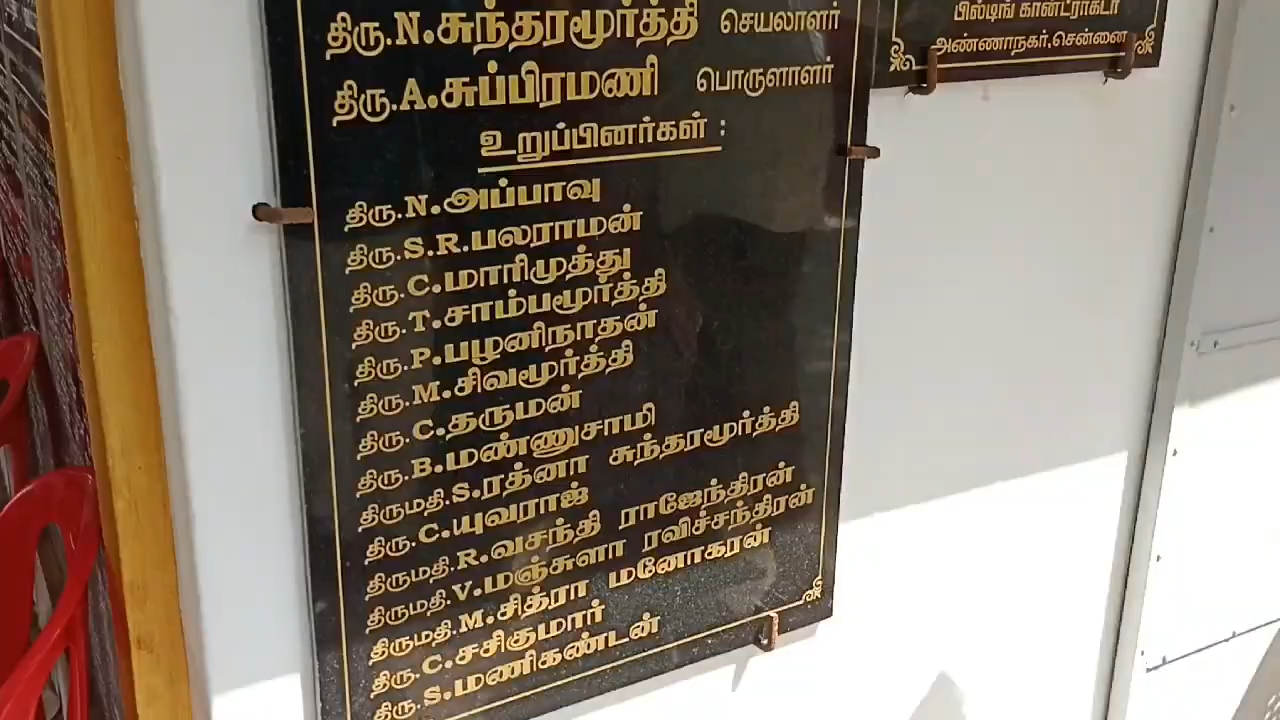 திரு.N.சுந்தரமூர்த்தி செயலாளர்
திரு.A.சுப்பிரமணி பொருளாளர்
உறுப்பினர்கள் :
திரு.N.அப்பாவு
திரு.S.R.பலராமன்
திரு.C.மாரிமுத்து
திரு.T.சாம்பமூர்த்தி
திரு.P.பழனிநாதன்
திரு.M.சிவமூர்த்தி
திரு.C.தருமன்
திரு.B.மண்ணுசாமி
திருமதி.S.ரத்னா சுந்தரமூர்த்தி
திரு.C.யுவராஜ்
திருமதி.R.வசந்தி ராஜேந்திரன்
திருமதி.V.மஞ்சுளா ரவிச்சந்திரன்
திருமதி.M.சித்ரா மனோகரன்
திரு.C.சசிகுமார்
திரு.S.மணிகண்டன்
பில்டிங் கான்ட்ராக்டர்
அண்ணாநகர்,சென்னை